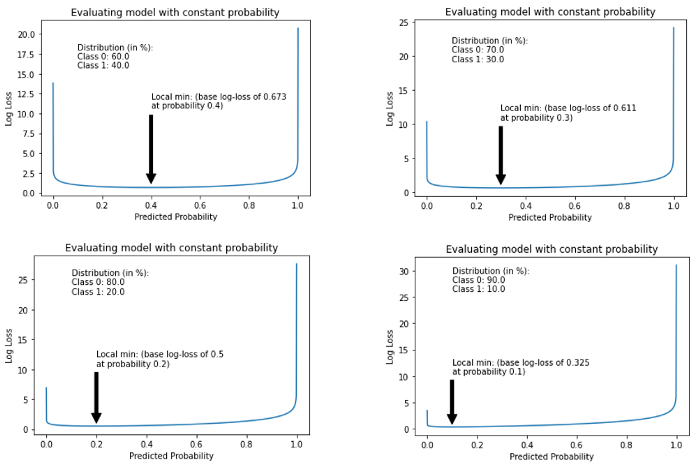 Evaluating model with constant probability
Distribution (in %):
Class 0: 60.0
Class 1: 40.0
Local min: (base log-loss of 0.673
at probability 0.4)
Log Loss
20.0
17.5
15.0
12.5
10.0
7.5
5.0
2.5
0.0
0.0 0.2 0.4 0.6 0.8 1.0
Predicted Probability
Evaluating model with constant probability
Distribution (in %):
Class 0: 70.0
Class 1: 30.0
Local min: (base log-loss of 0.611
at probability 0.3)
Log Loss
25
20
15
10
5
0
0.0 0.2 0.4 0.6 0.8 1.0
Predicted Probability
Evaluating model with constant probability
Distribution (in %):
Class 0: 80.0
Class 1: 20.0
Local min: (base log-loss of 0.5
at probability 0.2)
Log Loss
25
20
15
10
5
0
0.0 0.2 0.4 0.6 0.8 1.0
Predicted Probability
Evaluating model with constant probability
Distribution (in %):
Class 0: 90.0
Class 1: 10.0
Local min: (base log-loss of 0.325
at probability 0.1)
Log Loss
30
25
20
15
10
5
0
0.0 0.2 0.4 0.6 0.8 1.0
Predicted Probability